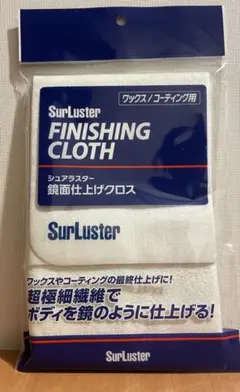 ワックス/コーティング用
SurLuster
FINISHING
CLOTH
シュアラスター
鏡面仕上げクロス
SurLuster
ワックスやコーティングの最終仕上げに!
超極細繊維で
ボディを鏡のように仕上げる!
SurLuster